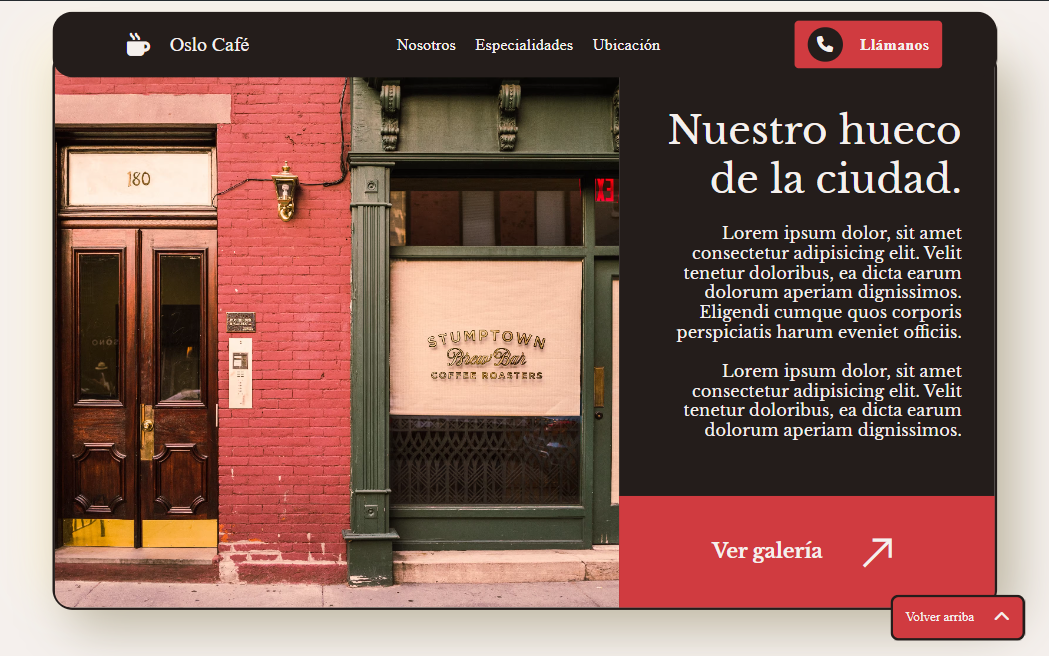 Oslo Café
Nosotros Especialidades Ubicación
Llámanos
180
STUMPTOWN
Brew Bar
COFFEE ROASTERS
Nuestro hueco
de la ciudad.
Lorem ipsum dolor, sit amet
consectetur adipisicing elit. Velit
tenetur doloribus, ea dicta earum
dolorum aperiam dignissimos.
Eligendi cumque quos corporis
perspiciatis harum eveniet officiis.
Lorem ipsum dolor, sit amet
consectetur adipisicing elit. Velit
tenetur doloribus, ea dicta earum
dolorum aperiam dignissimos.
Ver galería
Volver arriba